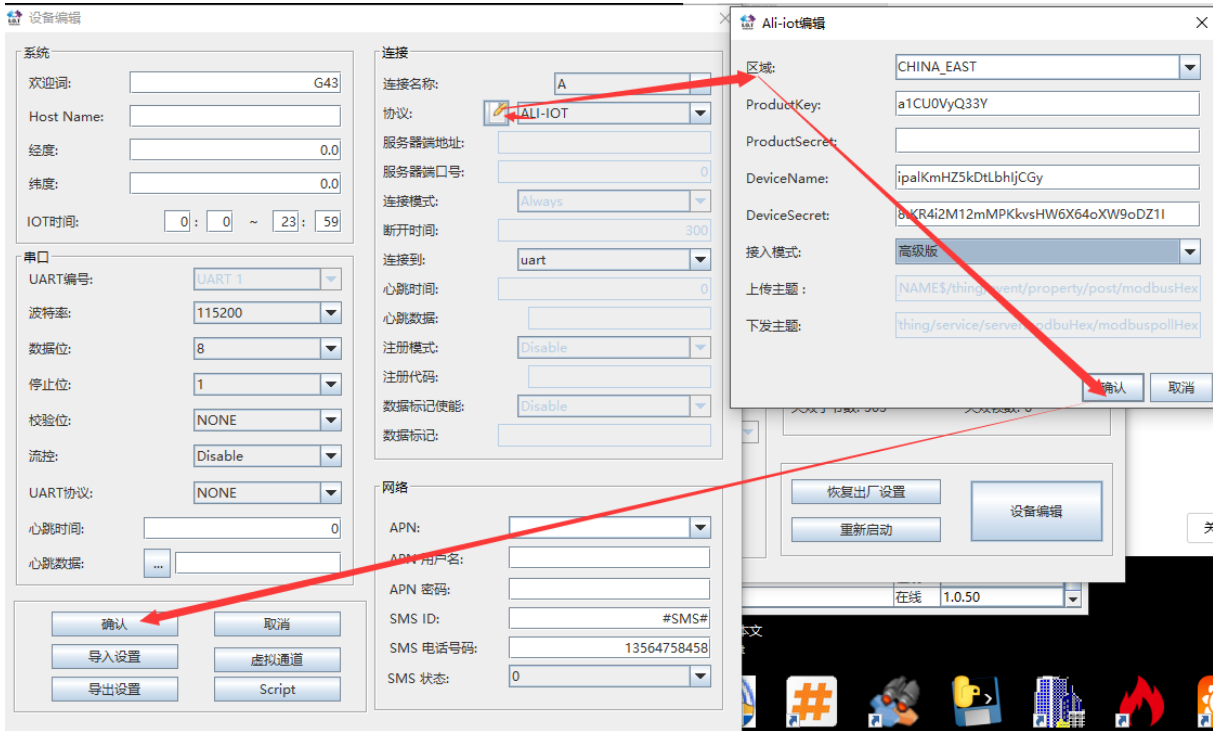 设备编辑
系统
欢迎词: G43
Host Name:
经度: 0.0
纬度: 0.0
IOT时间: 0 : 0 ~ 23 : 59
串口
UART编号: UART 1
波特率: 115200
数据位: 8
停止位: 1
校验位: NONE
流控: Disable
UART协议: NONE
心跳时间: 0
心跳数据: ...
确认 取消
导入设置 虚拟通道
导出设置 Script
连接
连接名称: A
协议: ALI-IOT
服务器端地址:
服务器端口号: 0
连接模式: Always
断开时间: 300
连接到: uart
心跳时间: 0
心跳数据:
注册模式: Disable
注册代码:
数据标记使能: Disable
数据标记:
网络
APN:
APN 用户名:
APN 密码:
SMS ID: #SMS#
SMS 电话号码: 13564758458
SMS 状态: 0
Ali-iot编辑
区域: CHINA_EAST
ProductKey: a1CU0VyQ33Y
ProductSecret:
DeviceName: ipalKmHZ5kDtLbhIjCGy
DeviceSecret:
接入模式: 高级版
上传主题：
下发主题:
确认 取消
恢复出厂设置
重新启动
设备编辑
在线 1.0.50
本文